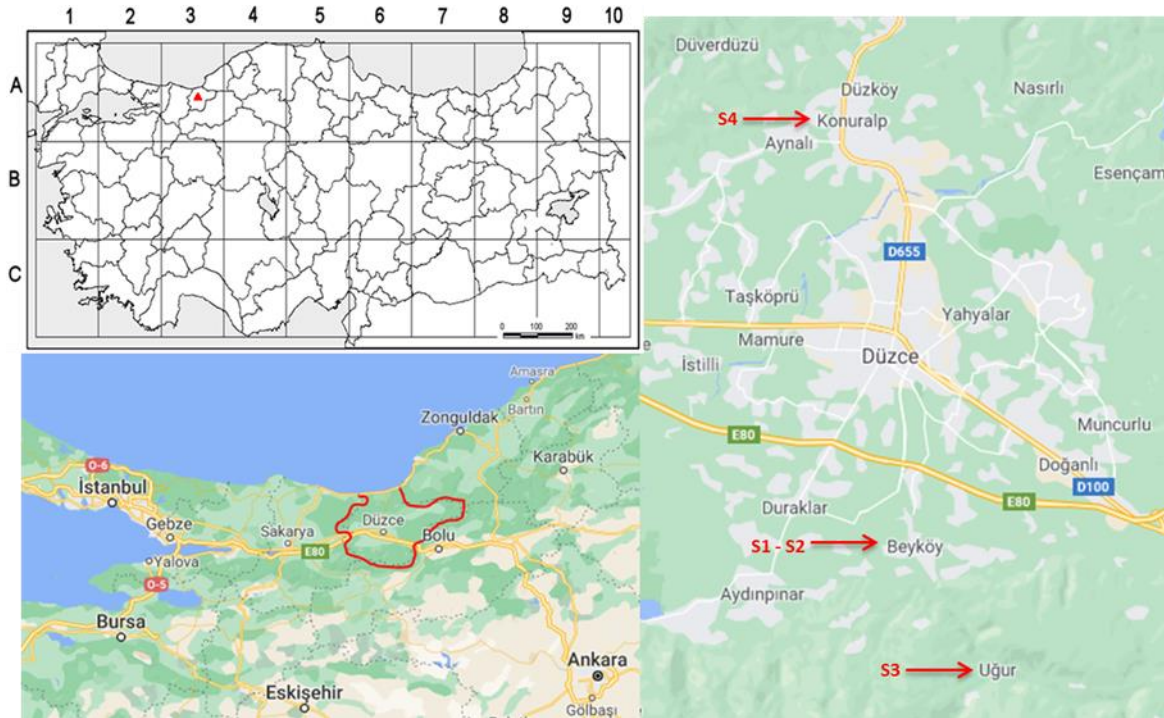 1 2 3 4 5 6 7 8 9 10
A
B
C
0 100 200
km
Amasra
Bartın
Zonguldak
Karabük
O-6
İstanbul
Gebze
Sakarya
Düzce
E80
Bolu
Yalova
O-5
Bursa
Ankara
Eskişehir
Gölbaşı
Düverdüzü
Düzköy
Nasırlı
S4
Konuralp
Aynalı
Esençam
D655
Taşköprü
Yahyalar
Mamure
e
İstilli
Düzce
Muncurlu
E80
Doğanlı
D100
E80
Duraklar
S1 - S2
Beyköy
Aydınpınar
S3
Uğur